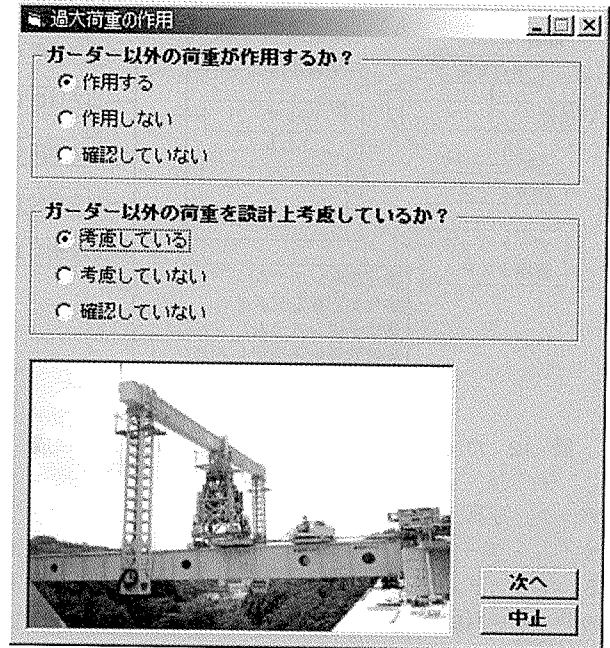 過大荷重の作用
ガーダー以外の荷重が作用するか？
作用する
作用しない
確認していない
ガーダー以外の荷重を設計上考慮しているか？
考慮している
考慮していない
確認していない
次へ
中止